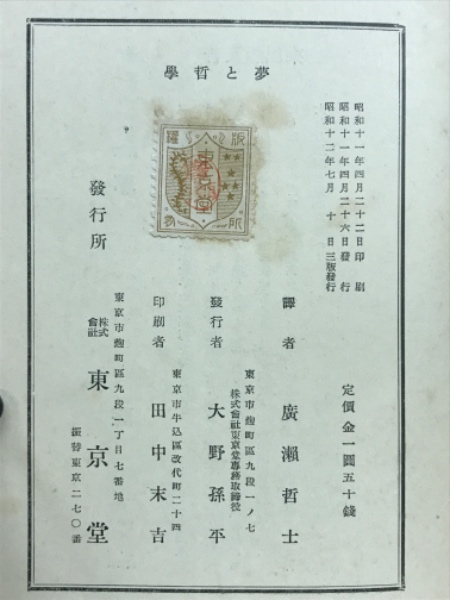 夢と哲學
昭和十一年四月二十二日印刷
昭和十一年四月二十六日發行
昭和十二年七月十日三版發行
定價金一圓五十錢
版權所有
東京堂
譯者 廣瀨哲士
東京市麴町區九段一ノ七
株式會社東京堂專務取締役
發行者 大野孫平
東京市牛込區改代町二十四
印刷者 田中末吉
發行所
東京市麴町區九段一丁目七番地
株式會社 東京堂
振替東京二七〇番